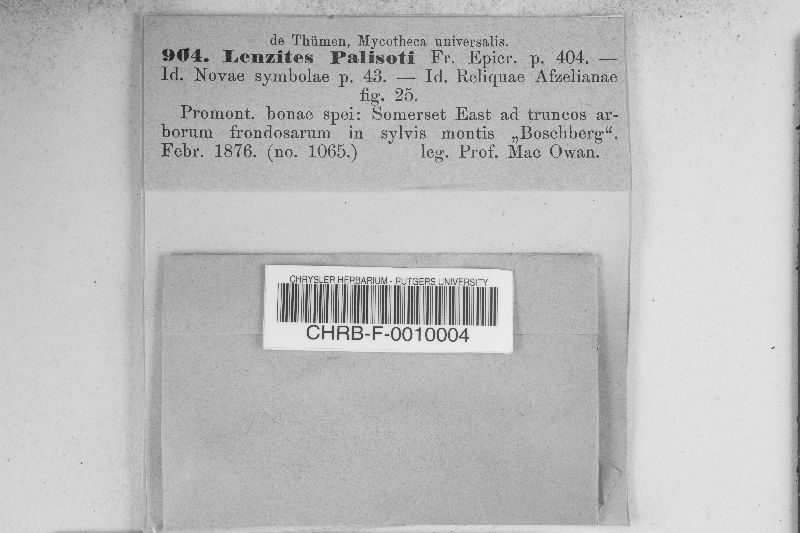 de Thümen, Mycotheca universalis.
904. Lenzites Palisoti Fr. Epicr. p. 404. —
Id. Novae symbolae p. 43. — Id. Reliquae Afzelianae
fig. 25.
Promont. bonae spei: Somerset East ad truncos ar-
borum frondosarum in sylvis montis „Boschberg“.
Febr. 1876. (no. 1065.) leg. Prof. Mac Owan.
CHRYSLER HERBARIUM - RUTGERS UNIVERSITY
CHRB-F-0010004